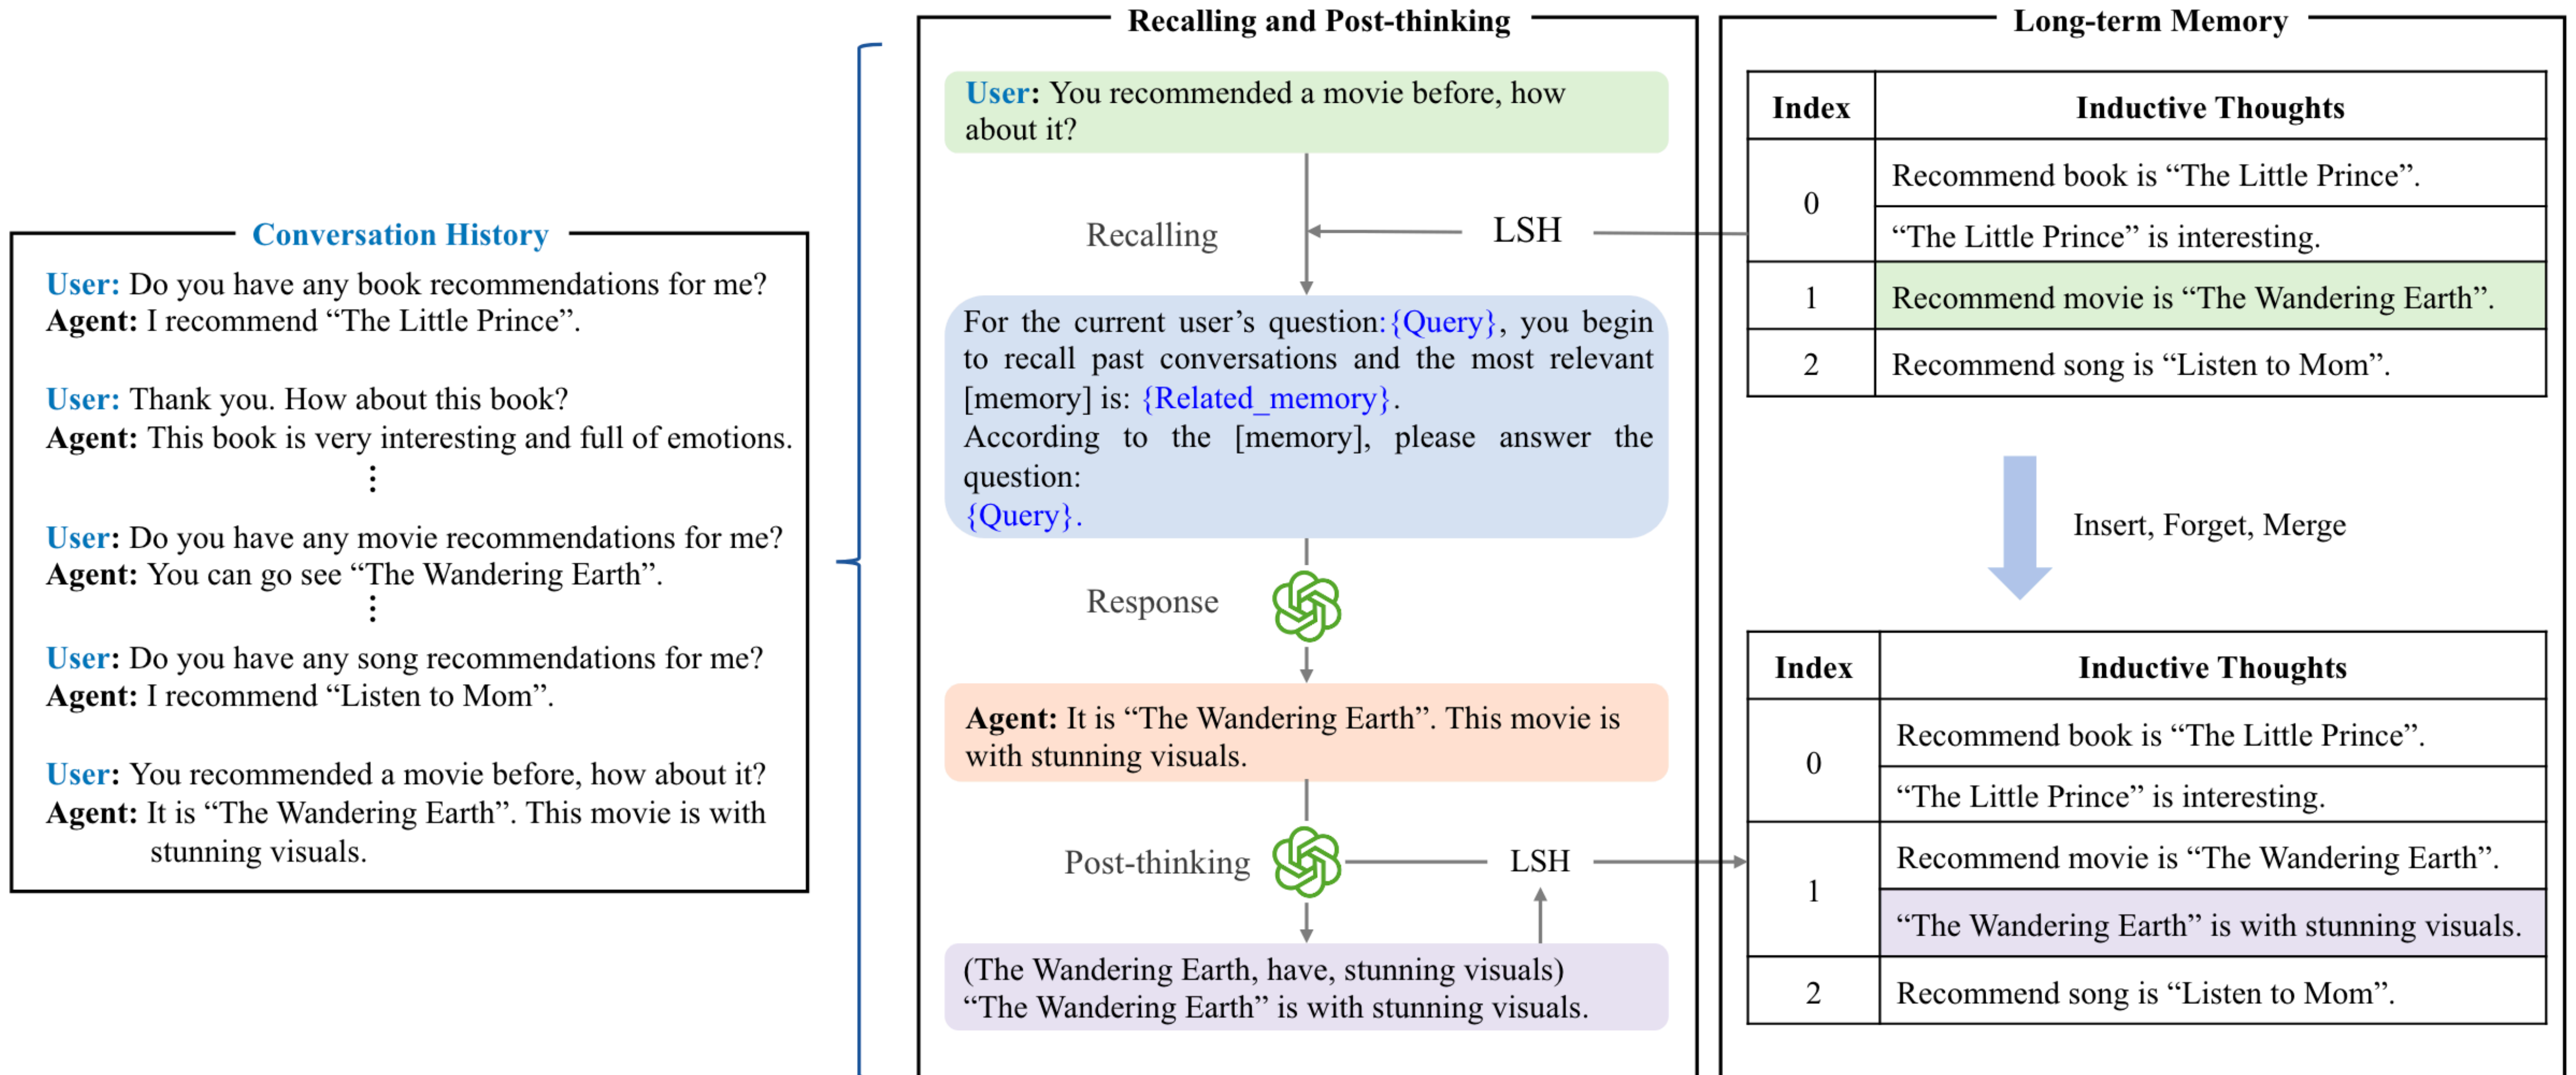 Conversation History
User: Do you have any book recommendations for me?
Agent: I recommend “The Little Prince”.
User: Thank you. How about this book?
Agent: This book is very interesting and full of emotions.
⋮
User: Do you have any movie recommendations for me?
Agent: You can go see “The Wandering Earth”.
⋮
User: Do you have any song recommendations for me?
Agent: I recommend “Listen to Mom”.
User: You recommended a movie before, how about it?
Agent: It is “The Wandering Earth”. This movie is with
stunning visuals.
Recalling and Post-thinking
User: You recommended a movie before, how
about it?
Recalling
LSH
For the current user’s question:{Query}, you begin
to recall past conversations and the most relevant
[memory] is: {Related_memory}.
According to the [memory], please answer the
question:
{Query}.
Response
Agent: It is “The Wandering Earth”. This movie is
with stunning visuals.
Post-thinking
LSH
(The Wandering Earth, have, stunning visuals)
“The Wandering Earth” is with stunning visuals.
Long-term Memory
Index Inductive Thoughts
0
Recommend book is “The Little Prince”.
“The Little Prince” is interesting.
1 Recommend movie is “The Wandering Earth”.
2 Recommend song is “Listen to Mom”.
Insert, Forget, Merge
Index Inductive Thoughts
0
Recommend book is “The Little Prince”.
“The Little Prince” is interesting.
1
Recommend movie is “The Wandering Earth”.
“The Wandering Earth” is with stunning visuals.
2 Recommend song is “Listen to Mom”.